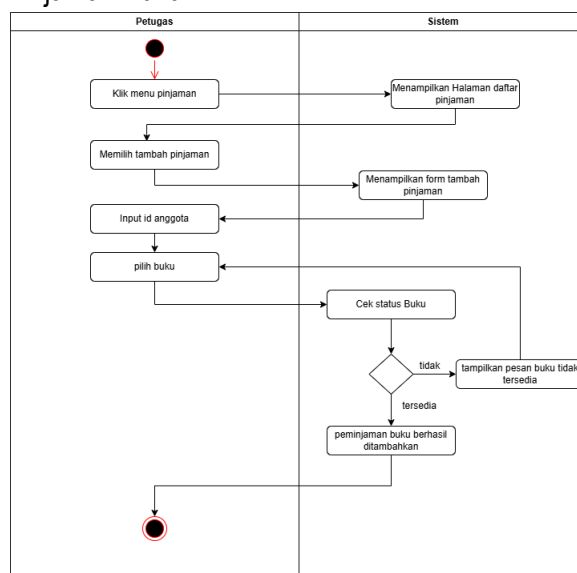 Petugas
Sistem
Klik menu pinjaman
Menampilkan Halaman daftar
pinjaman
Memilih tambah pinjaman
Menampilkan form tambah
pinjaman
Input id anggota
pilih buku
Cek status Buku
tidak
tampilkan pesan buku tidak
tersedia
tersedia
peminjaman buku berhasil
ditambahkan